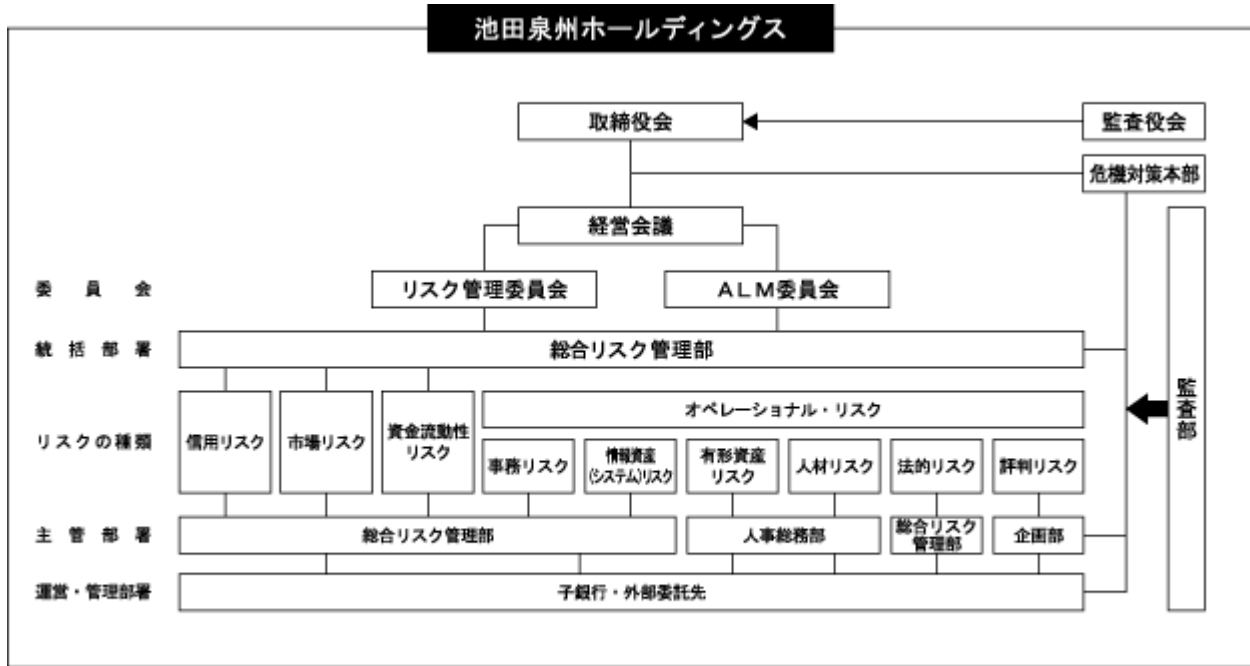 池田泉州ホールディングス
取締役会
監査役会
危機対策本部
経営会議
委員会
リスク管理委員会
ALM委員会
統括部署
総合リスク管理部
監査部
リスクの種類
信用リスク
市場リスク
資金流動性
リスク
オペレーショナル・リスク
事務リスク
情報資産
(システム)リスク
有形資産
リスク
人材リスク
法的リスク
評判リスク
主管部署
総合リスク管理部
人事総務部
総合リスク
管理部
企画部
運営・管理部署
子銀行・外部委託先